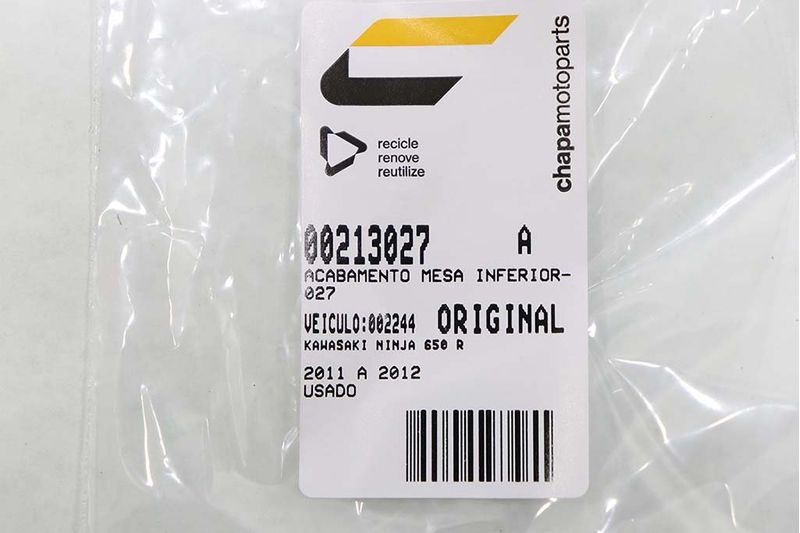 chapamotoparts
recicle
renove
reutilize
00213027 A
ACABAMENTO MESA INFERIOR-
027
VEICULO:002244 ORIGINAL
KAWASAKI NINJA 650 R
2011 A 2012
USADO